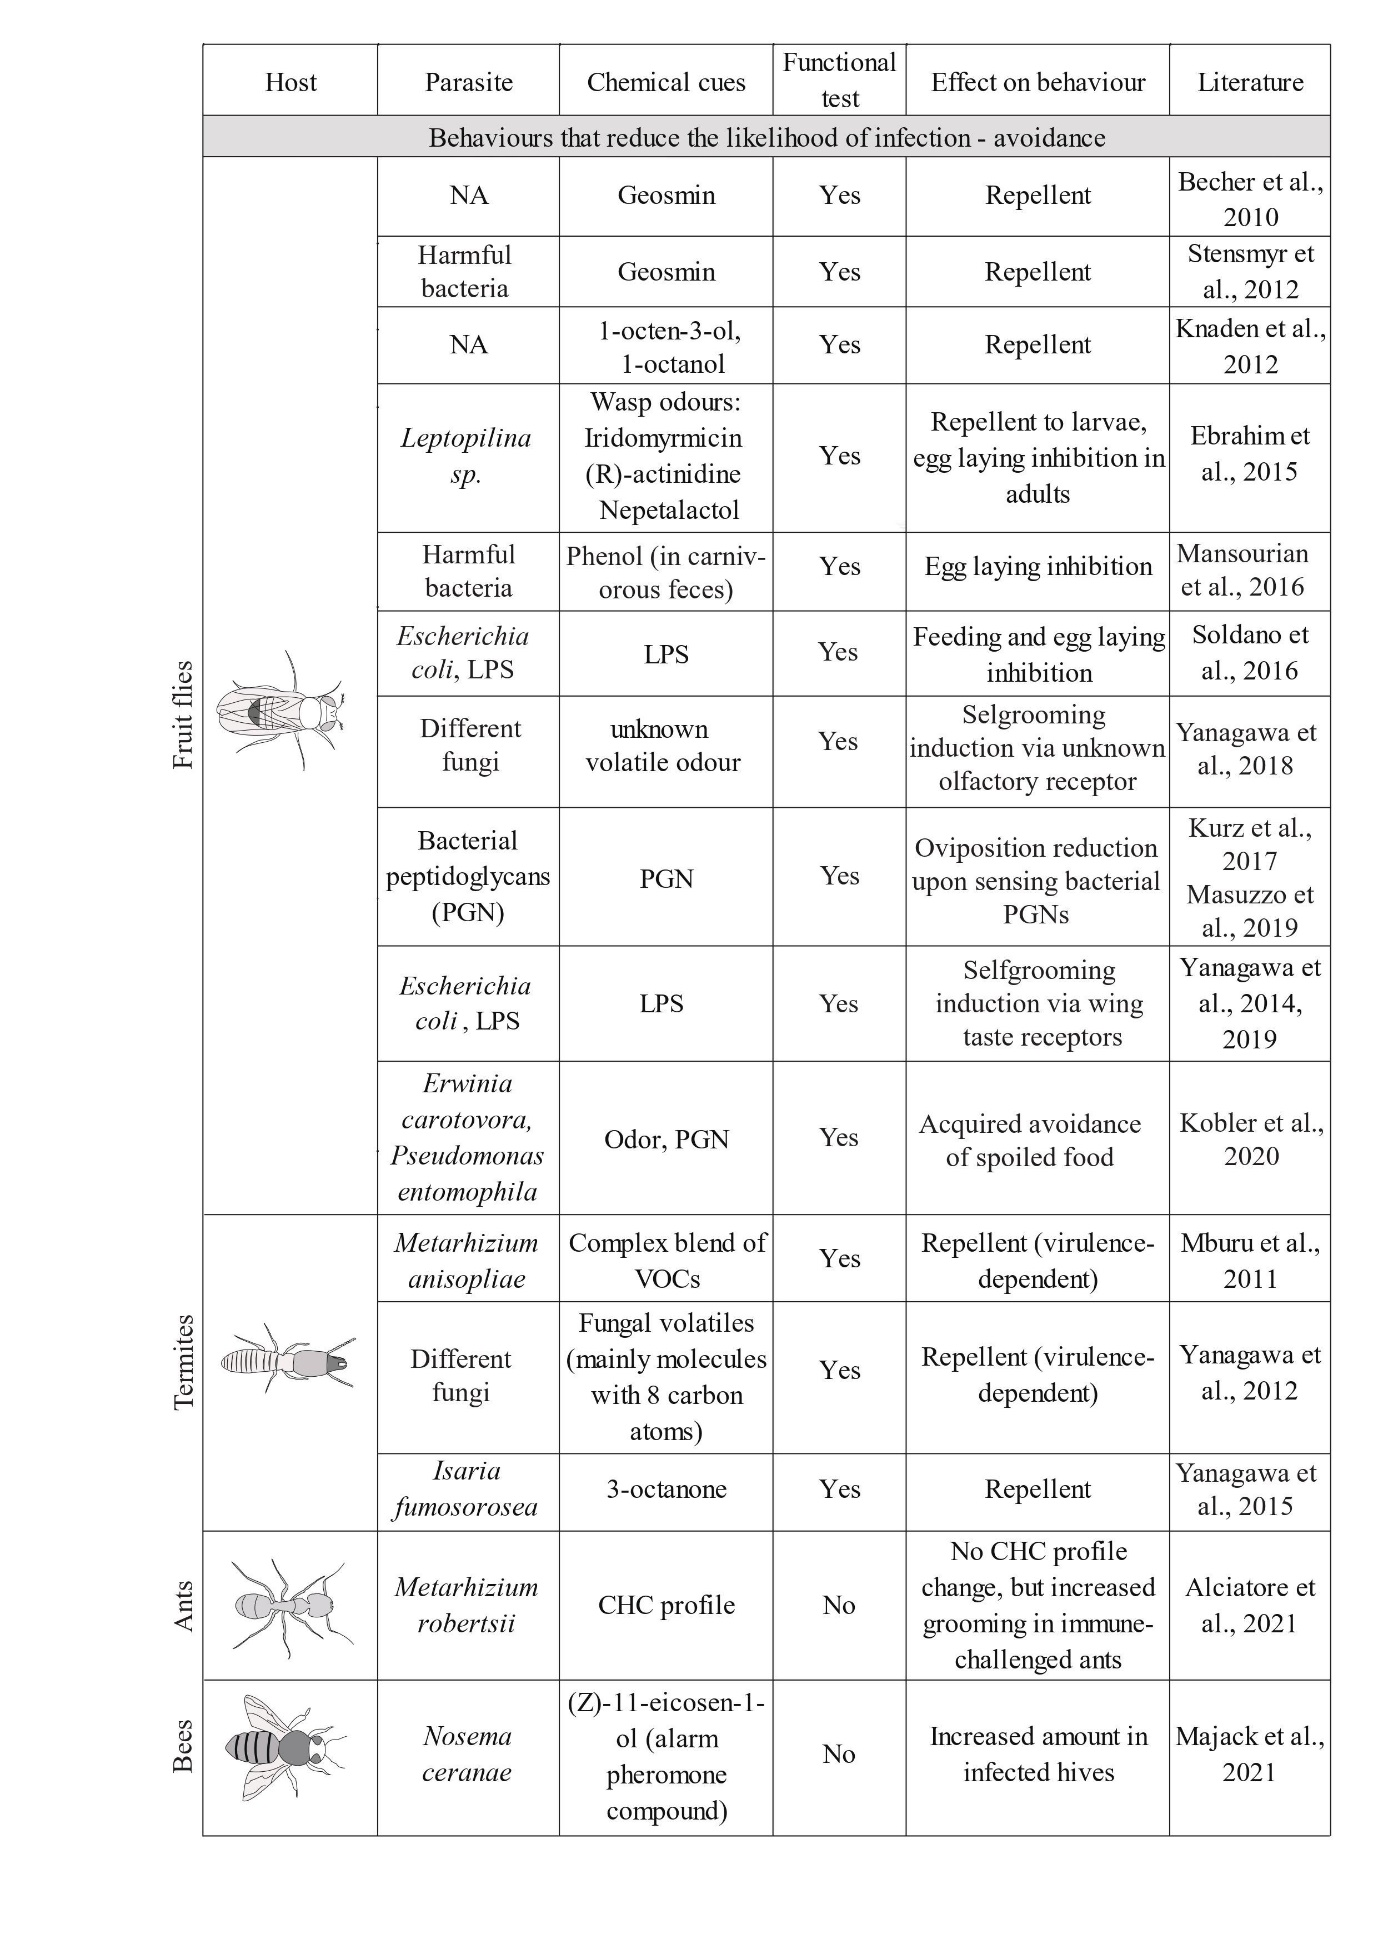 Host
Parasite
Chemical cues
Functional
test
Effect on behaviour
Literature
Behaviours that reduce the likelihood of infection - avoidance
Fruit flies
NA
Geosmin
Yes
Repellent
Becher et al.,
2010
Harmful
bacteria
Geosmin
Yes
Repellent
Stensmyr et
al., 2012
NA
1-octen-3-ol,
1-octanol
Yes
Repellent
Knaden et al.,
2012
Leptopilina
sp.
Wasp odours:
Iridomyrmicin
(R)-actinidine
Nepetalactol
Yes
Repellent to larvae,
egg laying inhibition in
adults
Ebrahim et
al., 2015
Harmful
bacteria
Phenol (in carniv-
orous feces)
Yes
Egg laying inhibition
Mansourian
et al., 2016
Escherichia
coli, LPS
LPS
Yes
Feeding and egg laying
inhibition
Soldano et
al., 2016
Different
fungi
unknown
volatile odour
Yes
Selgrooming
induction via unknown
olfactory receptor
Yanagawa et
al., 2018
Bacterial
peptidoglycans
(PGN)
PGN
Yes
Oviposition reduction
upon sensing bacterial
PGNs
Kurz et al.,
2017
Masuzzo et
al., 2019
Escherichia
coli , LPS
LPS
Yes
Selfgrooming
induction via wing
taste receptors
Yanagawa et
al., 2014,
2019
Erwinia
carotovora,
Pseudomonas
entomophila
Odor, PGN
Yes
Acquired avoidance
of spoiled food
Kobler et al.,
2020
Termites
Metarhizium
anisopliae
Complex blend of
VOCs
Yes
Repellent (virulence-
dependent)
Mburu et al.,
2011
Different
fungi
Fungal volatiles
(mainly molecules
with 8 carbon
atoms)
Yes
Repellent (virulence-
dependent)
Yanagawa et
al., 2012
Isaria
fumosorosea
3-octanone
Yes
Repellent
Yanagawa et
al., 2015
Ants
Metarhizium
robertsii
CHC profile
No
No CHC profile
change, but increased
grooming in immune-
challenged ants
Alciatore et
al., 2021
Bees
Nosema
ceranae
(Z)-11-eicosen-1-
ol (alarm
pheromone
compound)
No
Increased amount in
infected hives
Majack et al.,
2021